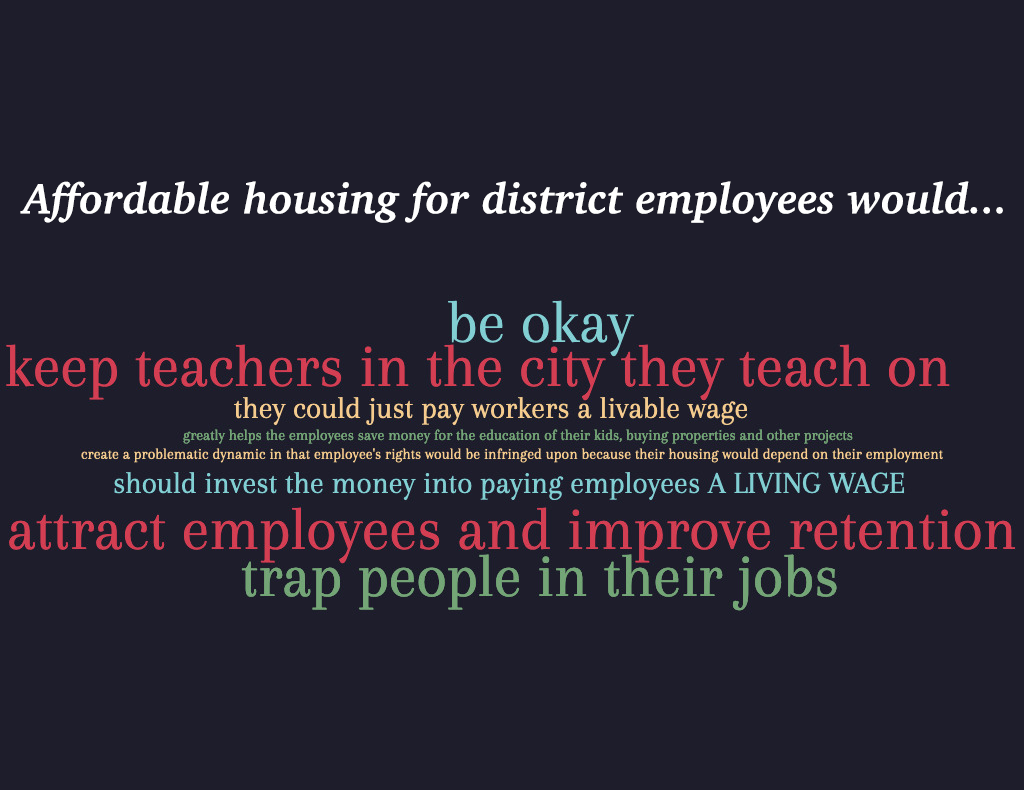 Affordable housing for district employees would...
be okay
keep teachers in the city they teach on
they could just pay workers a livable wage
greatly helps the employees save money for the education of their kids, buying properties and other projects
create a problematic dynamic in that employee's rights would be infringed upon because their housing would depend on their employment
should invest the money into paying employees A LIVING WAGE
attract employees and improve retention
trap people in their jobs